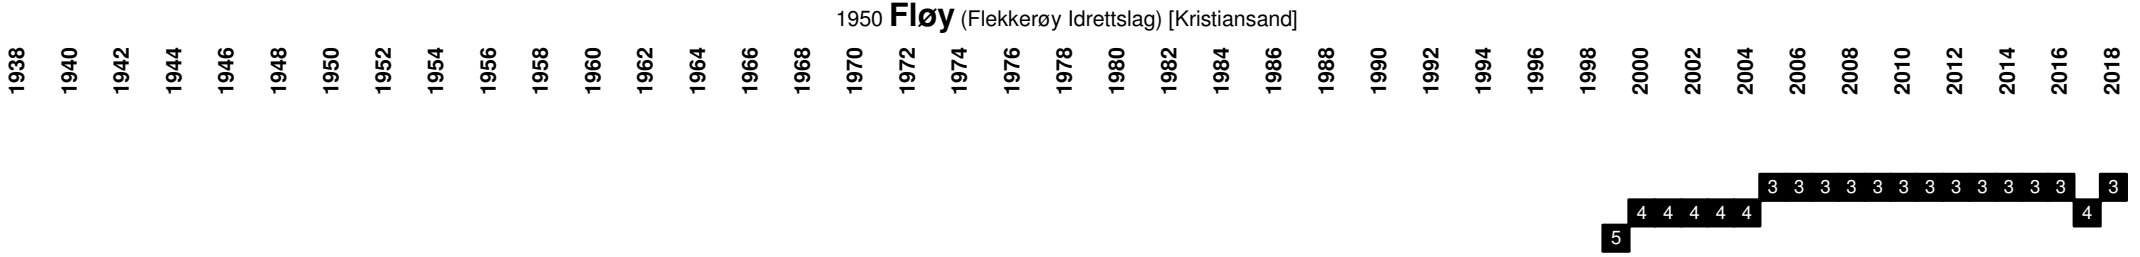 1950 Fløy (Flekkerøy Idrettslag) [Kristiansand]
1938 1940 1942 1944 1946 1948 1950 1952 1954 1956 1958 1960 1962 1964 1966 1968 1970 1972 1974 1976 1978 1980 1982 1984 1986 1988 1990 1992 1994 1996 1998 2000 2002 2004 2006 2008 2010 2012 2014 2016 2018
3 3 3 3 3 3 3 3 3 3 3 3 3
4 4 4 4 4 4
5